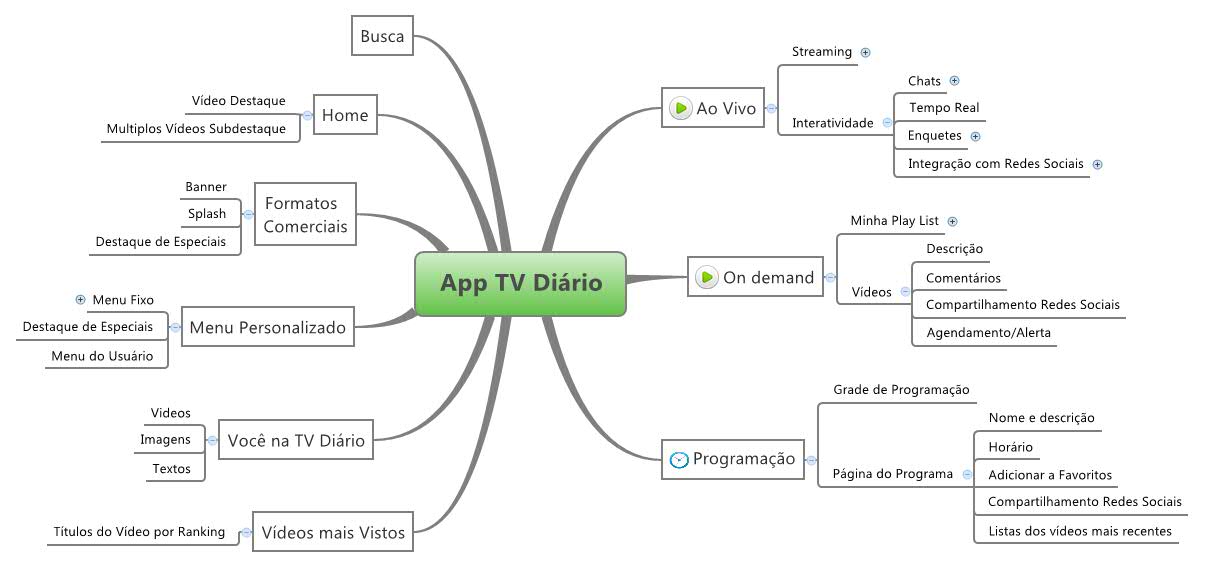 App TV Diário
Busca
Home
Vídeo Destaque
Multiplos Vídeos Subdestaque
Formatos
Comerciais
Banner
Splash
Destaque de Especiais
Menu Personalizado
Menu Fixo
Destaque de Especiais
Menu do Usuário
Você na TV Diário
Videos
Imagens
Textos
Vídeos mais Vistos
Títulos do Vídeo por Ranking
Ao Vivo
Streaming
Interatividade
Chats
Tempo Real
Enquetes
Integração com Redes Sociais
On demand
Minha Play List
Vídeos
Descrição
Comentários
Compartilhamento Redes Sociais
Agendamento/Alerta
Programação
Grade de Programação
Página do Programa
Nome e descrição
Horário
Adicionar a Favoritos
Compartilhamento Redes Sociais
Listas dos vídeos mais recentes